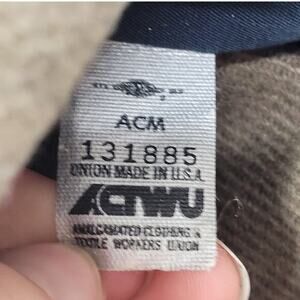 ACM
131885
UNION MADE IN U.S.A.
ACTWU
AMALGAMATED CLOTHING &
TEXTILE WORKERS UNION